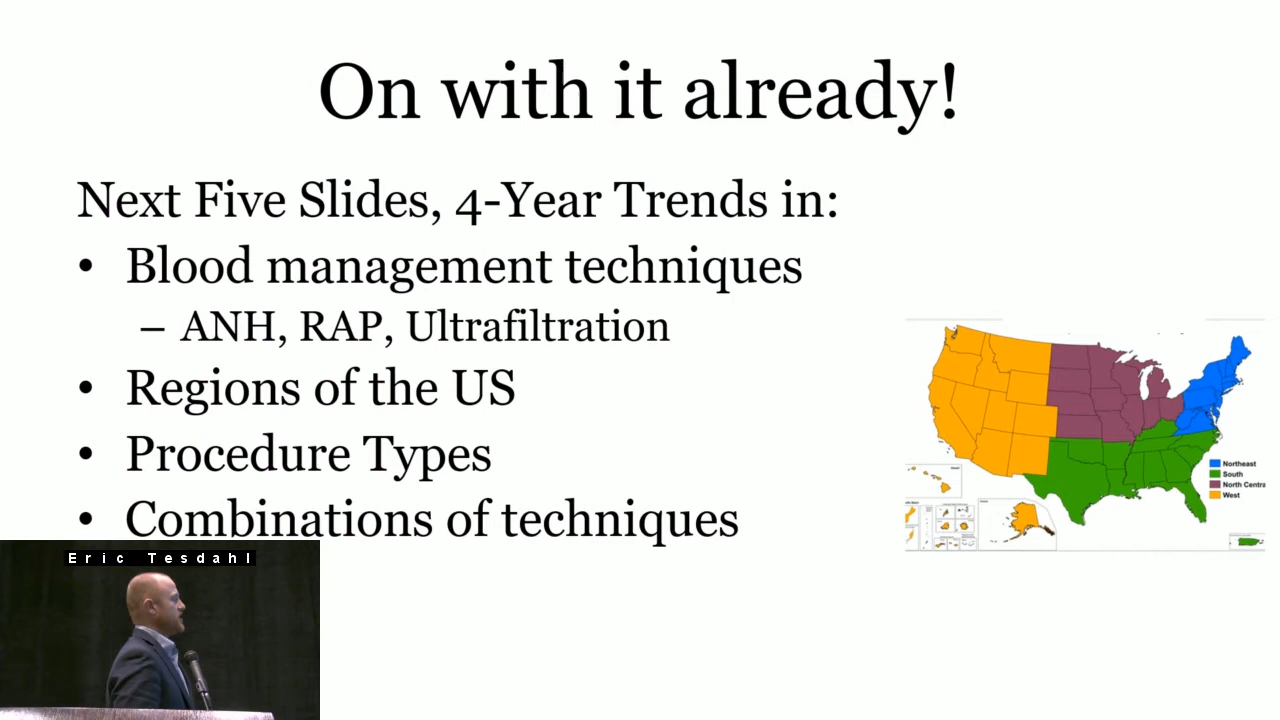 On with it already!
Next Five Slides, 4-Year Trends in:
• Blood management techniques
– ANH, RAP, Ultrafiltration
• Regions of the US
• Procedure Types
• Combinations of techniques
Northeast
South
North Centra
West
Eric Tesdahl